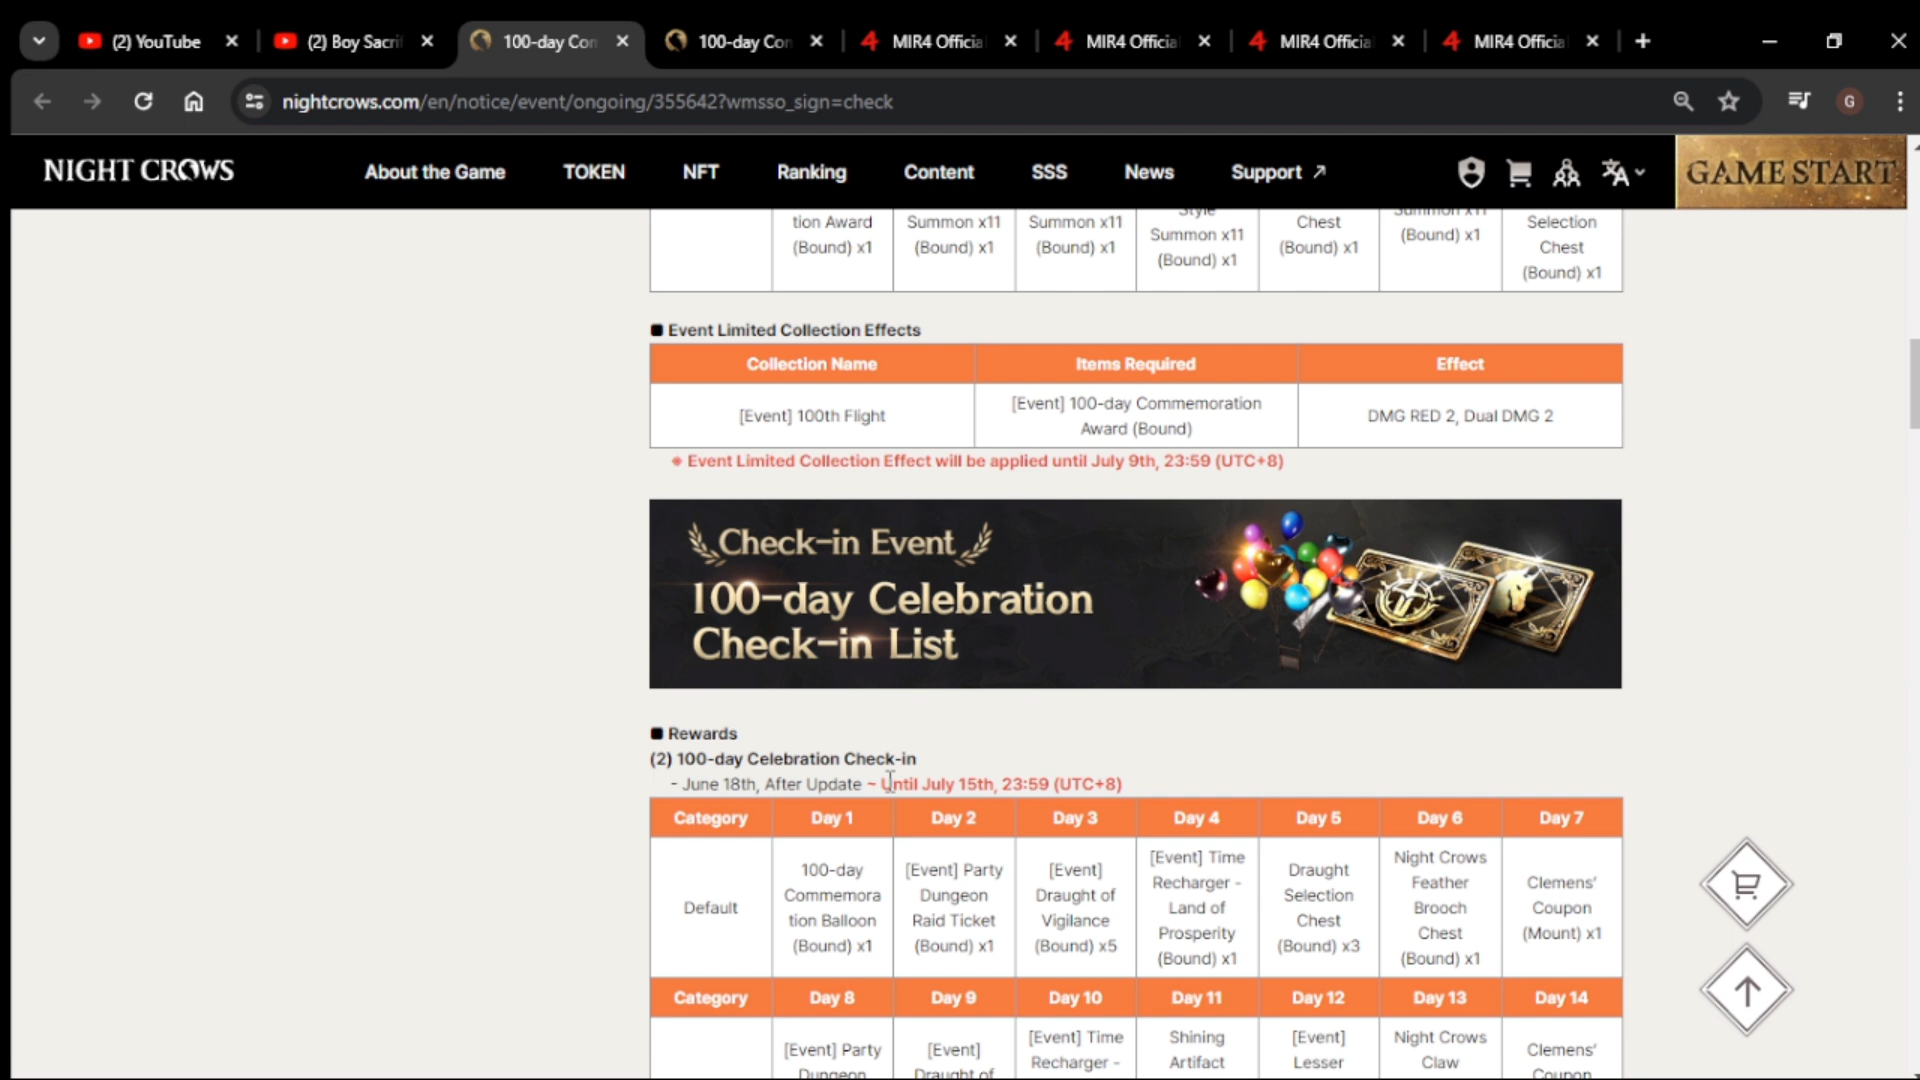 (2) YouTube
(2) Boy Sacri
100-day Con
100-day Con
MIR4 Officia
MIR4 Officia
MIR4 Officia
MIR4 Officia
nightcrows.com/en/notice/event/ongoing/355642?wmsso_sign=check
G
NIGHT CROWS
About the Game
TOKEN
NFT
Ranking
Content
SSS
News
Support
GAME START
tion Award
(Bound) x1
Summon x11
(Bound) x1
Summon x11
(Bound) x1
Style
Summon x11
(Bound) x1
Chest
(Bound) x1
Summon x11
(Bound) x1
Selection
Chest
(Bound) x1
■ Event Limited Collection Effects
Collection Name
Items Required
Effect
[Event] 100th Flight
[Event] 100-day Commemoration
Award (Bound)
DMG RED 2, Dual DMG 2
※ Event Limited Collection Effect will be applied until July 9th, 23:59 (UTC+8)
Check-in Event
100-day Celebration
Check-in List
■ Rewards
(2) 100-day Celebration Check-in
- June 18th, After Update ~ Until July 15th, 23:59 (UTC+8)
Category
Day 1
Day 2
Day 3
Day 4
Day 5
Day 6
Day 7
Default
100-day
Commemora
tion Balloon
(Bound) x1
[Event] Party
Dungeon
Raid Ticket
(Bound) x1
[Event]
Draught of
Vigilance
(Bound) x5
[Event] Time
Recharger -
Land of
Prosperity
(Bound) x1
Draught
Selection
Chest
(Bound) x3
Night Crows
Feather
Brooch
Chest
(Bound) x1
Clemens'
Coupon
(Mount) x1
Category
Day 8
Day 9
Day 10
Day 11
Day 12
Day 13
Day 14
[Event] Party
Dungeon
[Event]
Draught of
[Event] Time
Recharger -
Shining
Artifact
[Event]
Lesser
Night Crows
Claw
Clemens'
Coupon